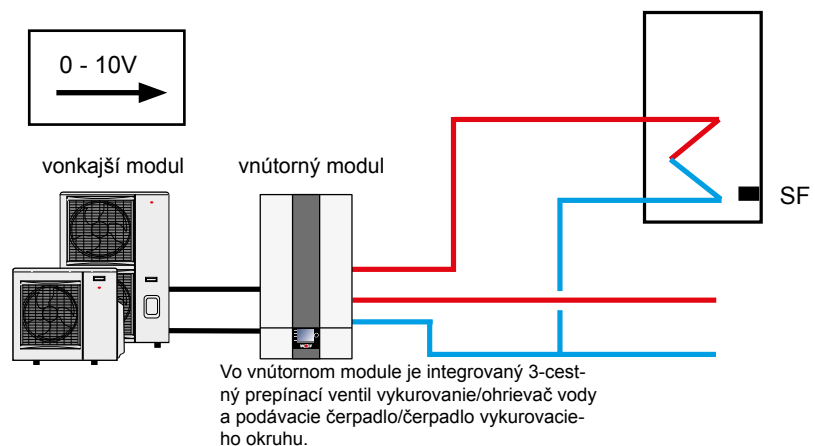 0 - 10V
vonkajší modul
vnútorný modul
SF
WOLF
Vo vnútornom module je integrovaný 3-cest-
ný prepínací ventil vykurovanie/ohrievač vody
a podávacie čerpadlo/čerpadlo vykurovacie-
ho okruhu.